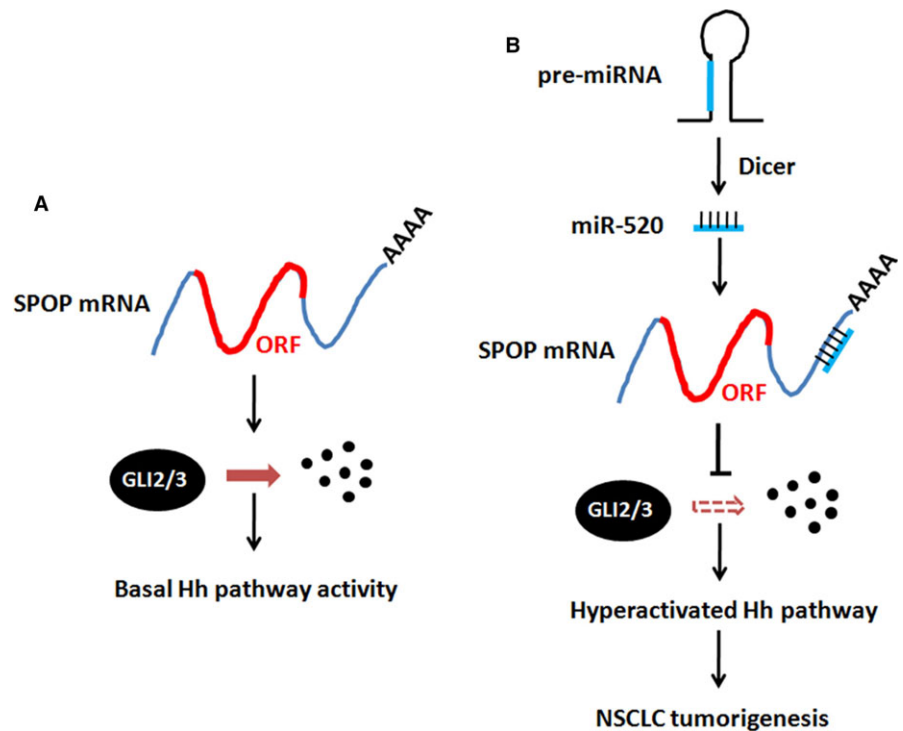 A
AAAA
SPOP mRNA
ORF
GLI2/3
Basal Hh pathway activity
B
pre-miRNA
Dicer
miR-520
AAAA
SPOP mRNA
ORF
GLI2/3
Hyperactivated Hh pathway
NSCLC tumorigenesis